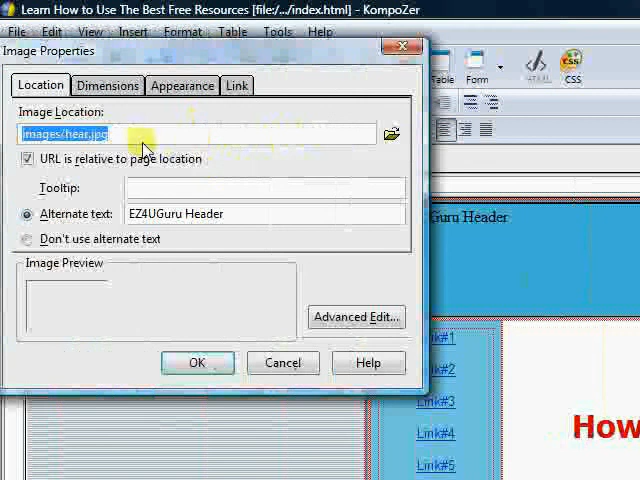 Learn How to Use The Best Free Resources [file:/.../index.html] - KompoZer
File Edit View Insert Format Table Tools Help
Image Properties
Table Form HTML CSS
Location Dimensions Appearance Link
Image Location:
images/hear.jpg
URL is relative to page location
Tooltip:
Alternate text: EZ4UGuru Header
Guru Header
Don't use alternate text
Image Preview
Advanced Edit...
Link#1
OK Cancel Help
Link#2
Link#3
Link#4
How
Link#5